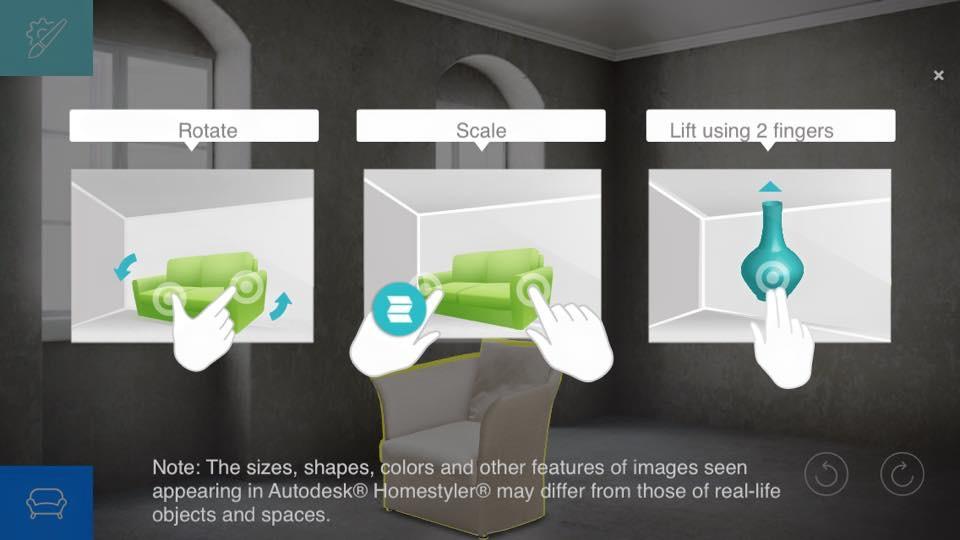 Rotate
Scale
Lift using 2 fingers
Note: The sizes, shapes, colors and other features of images seen
appearing in Autodesk® Homestyler® may differ from those of real-life
objects and spaces.